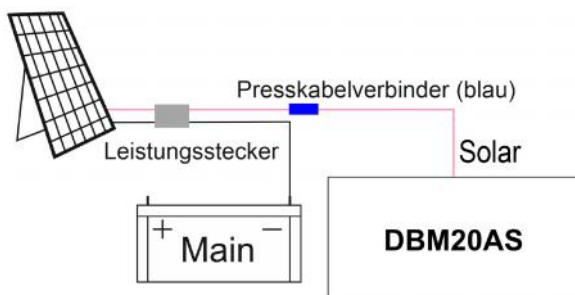 Presskabelverbinder (blau)
Leistungsstecker
Solar
+ Main −
DBM20AS